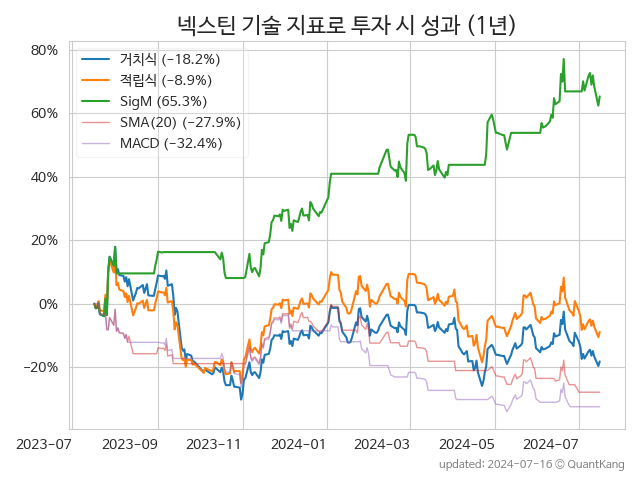 넥스틴 기술 지표로 투자 시 성과 (1년)
80%
60%
40%
20%
0%
−20%
거치식 (−18.2%)
적립식 (−8.9%)
SigM (65.3%)
SMA(20) (−27.9%)
MACD (−32.4%)
2023-07 2023-09 2023-11 2024-01 2024-03 2024-05 2024-07
updated: 2024-07-16 © QuantKang